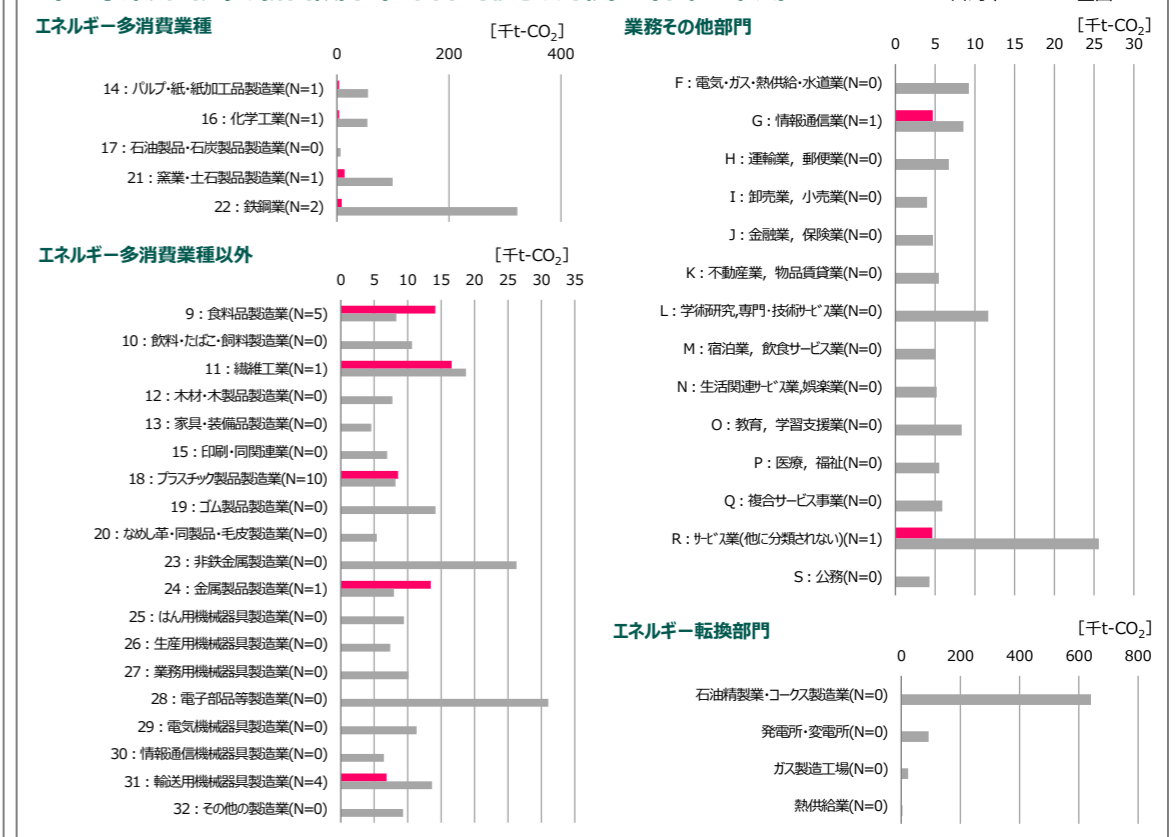 エネルギー多消費業種
[千t-CO2]
0 200 400
14：パルプ・紙・紙加工品製造業(N=1)
16：化学工業(N=1)
17：石油製品・石炭製品製造業(N=0)
21：窯業・土石製品製造業(N=1)
22：鉄鋼業(N=2)
エネルギー多消費業種以外
[千t-CO2]
0 5 10 15 20 25 30 35
9：食料品製造業(N=5)
10：飲料・たばこ・飼料製造業(N=0)
11：繊維工業(N=1)
12：木材・木製品製造業(N=0)
13：家具・装備品製造業(N=0)
15：印刷・同関連業(N=0)
18：プラスチック製品製造業(N=10)
19：ゴム製品製造業(N=0)
20：なめし革・同製品・毛皮製造業(N=0)
23：非鉄金属製造業(N=0)
24：金属製品製造業(N=1)
25：はん用機械器具製造業(N=0)
26：生産用機械器具製造業(N=0)
27：業務用機械器具製造業(N=0)
28：電子部品等製造業(N=0)
29：電気機械器具製造業(N=0)
30：情報通信機械器具製造業(N=0)
31：輸送用機械器具製造業(N=4)
32：その他の製造業(N=0)
業務その他部門
[千t-CO2]
0 5 10 15 20 25 30
F：電気・ガス・熱供給・水道業(N=0)
G：情報通信業(N=1)
H：運輸業，郵便業(N=0)
I：卸売業，小売業(N=0)
J：金融業，保険業(N=0)
K：不動産業，物品賃貸業(N=0)
L：学術研究,専門・技術サービス業(N=0)
M：宿泊業，飲食サービス業(N=0)
N：生活関連サービス業,娯楽業(N=0)
O：教育，学習支援業(N=0)
P：医療，福祉(N=0)
Q：複合サービス事業(N=0)
R：サービス業(他に分類されない)(N=1)
S：公務(N=0)
エネルギー転換部門
[千t-CO2]
0 200 400 600 800
石油精製業・コークス製造業(N=0)
発電所・変電所(N=0)
ガス製造工場(N=0)
熱供給業(N=0)